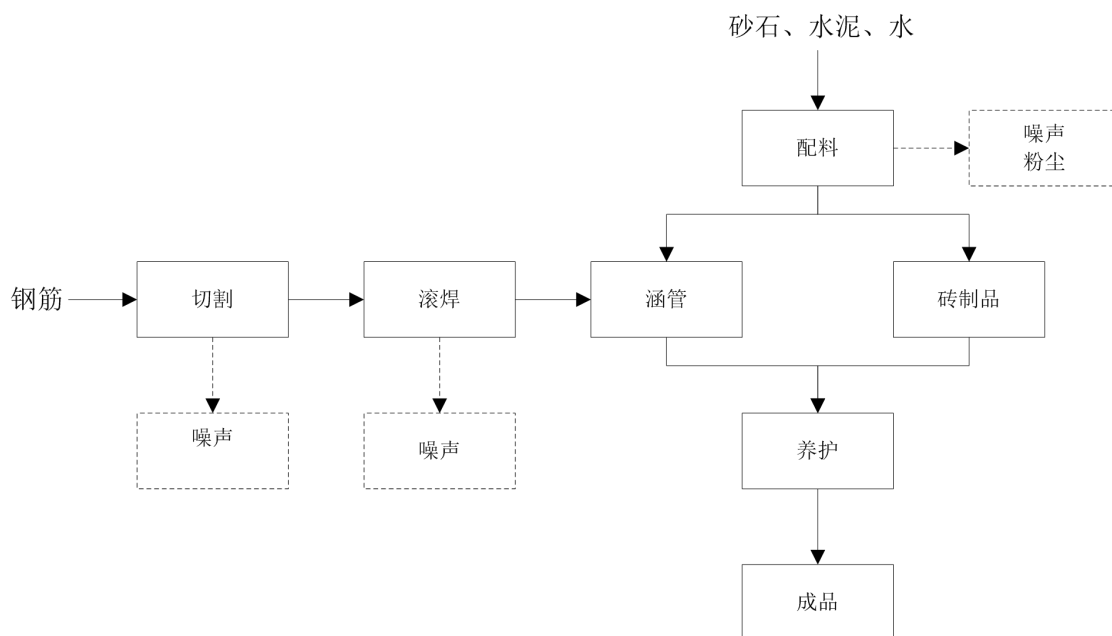 砂石、水泥、水
配料
噪声
粉尘
钢筋
切割
滚焊
涵管
砖制品
噪声
噪声
养护
成品